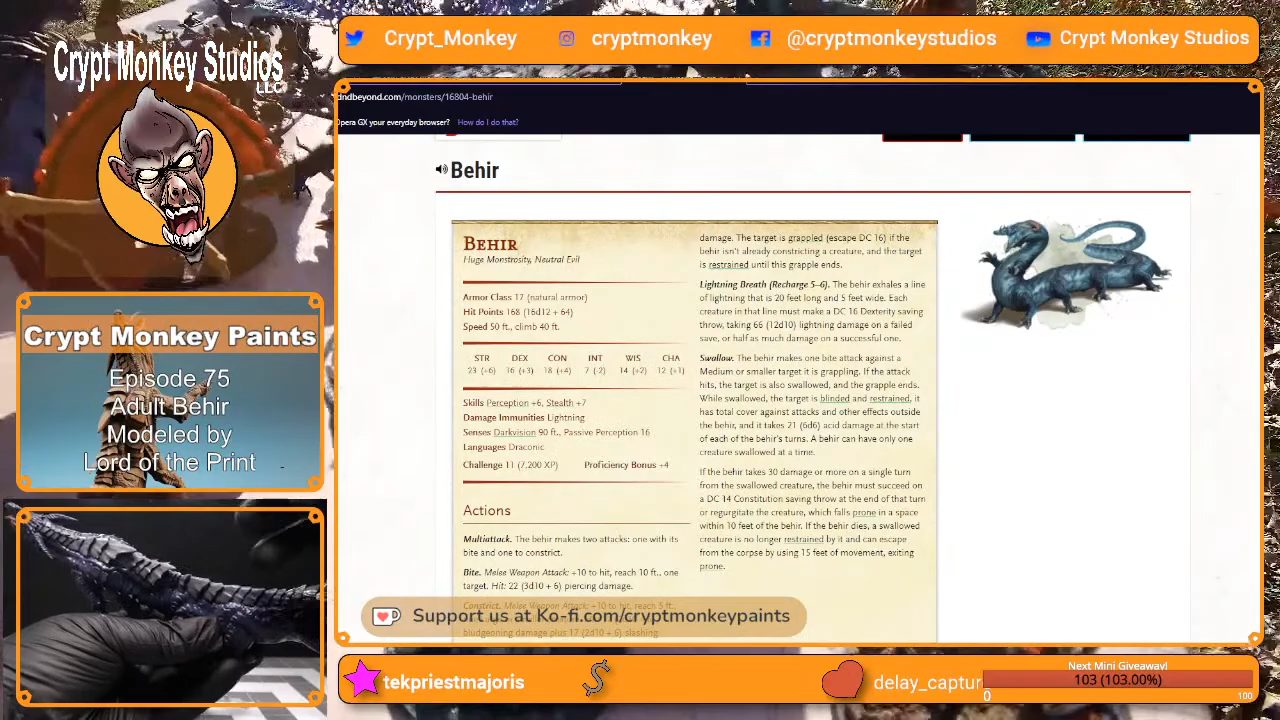 Crypt Monkey Studios
LLC
Crypt_Monkey
cryptmonkey
@cryptmonkeystudios
Crypt Monkey Studios
dndbeyond.com/monsters/16804-behir
Opera GX your everyday browser? How do I do that?
Behir
BEHIR
Huge Monstrosity, Neutral Evil
Armor Class 17 (natural armor)
Hit Points 168 (16d12 + 64)
Speed 50 ft., climb 40 ft.
STR DEX CON INT WIS CHA
23 (+6) 16 (+3) 18 (+4) 7 (-2) 14 (+2) 12 (+1)
Skills Perception +6, Stealth +7
Damage Immunities Lightning
Senses Darkvision 90 ft., Passive Perception 16
Languages Draconic
Challenge 11 (7,200 XP) Proficiency Bonus +4
Actions
Multiattack. The behir makes two attacks: one with its
bite and one to constrict.
Bite. Melee Weapon Attack: +10 to hit, reach 10 ft., one
target. Hit: 22 (3d10 + 6) piercing damage.
Constrict. Melee Weapon Attack: +10 to hit, reach 5 ft.,
bludgeoning damage plus 17 (2d10 + 6) slashing
damage. The target is grappled (escape DC 16) if the
behir isn't already constricting a creature, and the target
is restrained until this grapple ends.
Lightning Breath (Recharge 5–6). The behir exhales a line
of lightning that is 20 feet long and 5 feet wide. Each
creature in that line must make a DC 16 Dexterity saving
throw, taking 66 (12d10) lightning damage on a failed
save, or half as much damage on a successful one.
Swallow. The behir makes one bite attack against a
Medium or smaller target it is grappling. If the attack
hits, the target is also swallowed, and the grapple ends.
While swallowed, the target is blinded and restrained, it
has total cover against attacks and other effects outside
the behir, and it takes 21 (6d6) acid damage at the start
of each of the behir's turns. A behir can have only one
creature swallowed at a time.
If the behir takes 30 damage or more on a single turn
from the swallowed creature, the behir must succeed on
a DC 14 Constitution saving throw at the end of that turn
or regurgitate the creature, which falls prone in a space
within 10 feet of the behir. If the behir dies, a swallowed
creature is no longer restrained by it and can escape
from the corpse by using 15 feet of movement, exiting
prone.
Crypt Monkey Paints
Episode 75
Adult Behir
Modeled by
Lord of the Print
Support us at Ko-fi.com/cryptmonkeypaints
tekpriestmajoris
delay_captur
Next Mini Giveaway!
103 (103.00%)
0
100